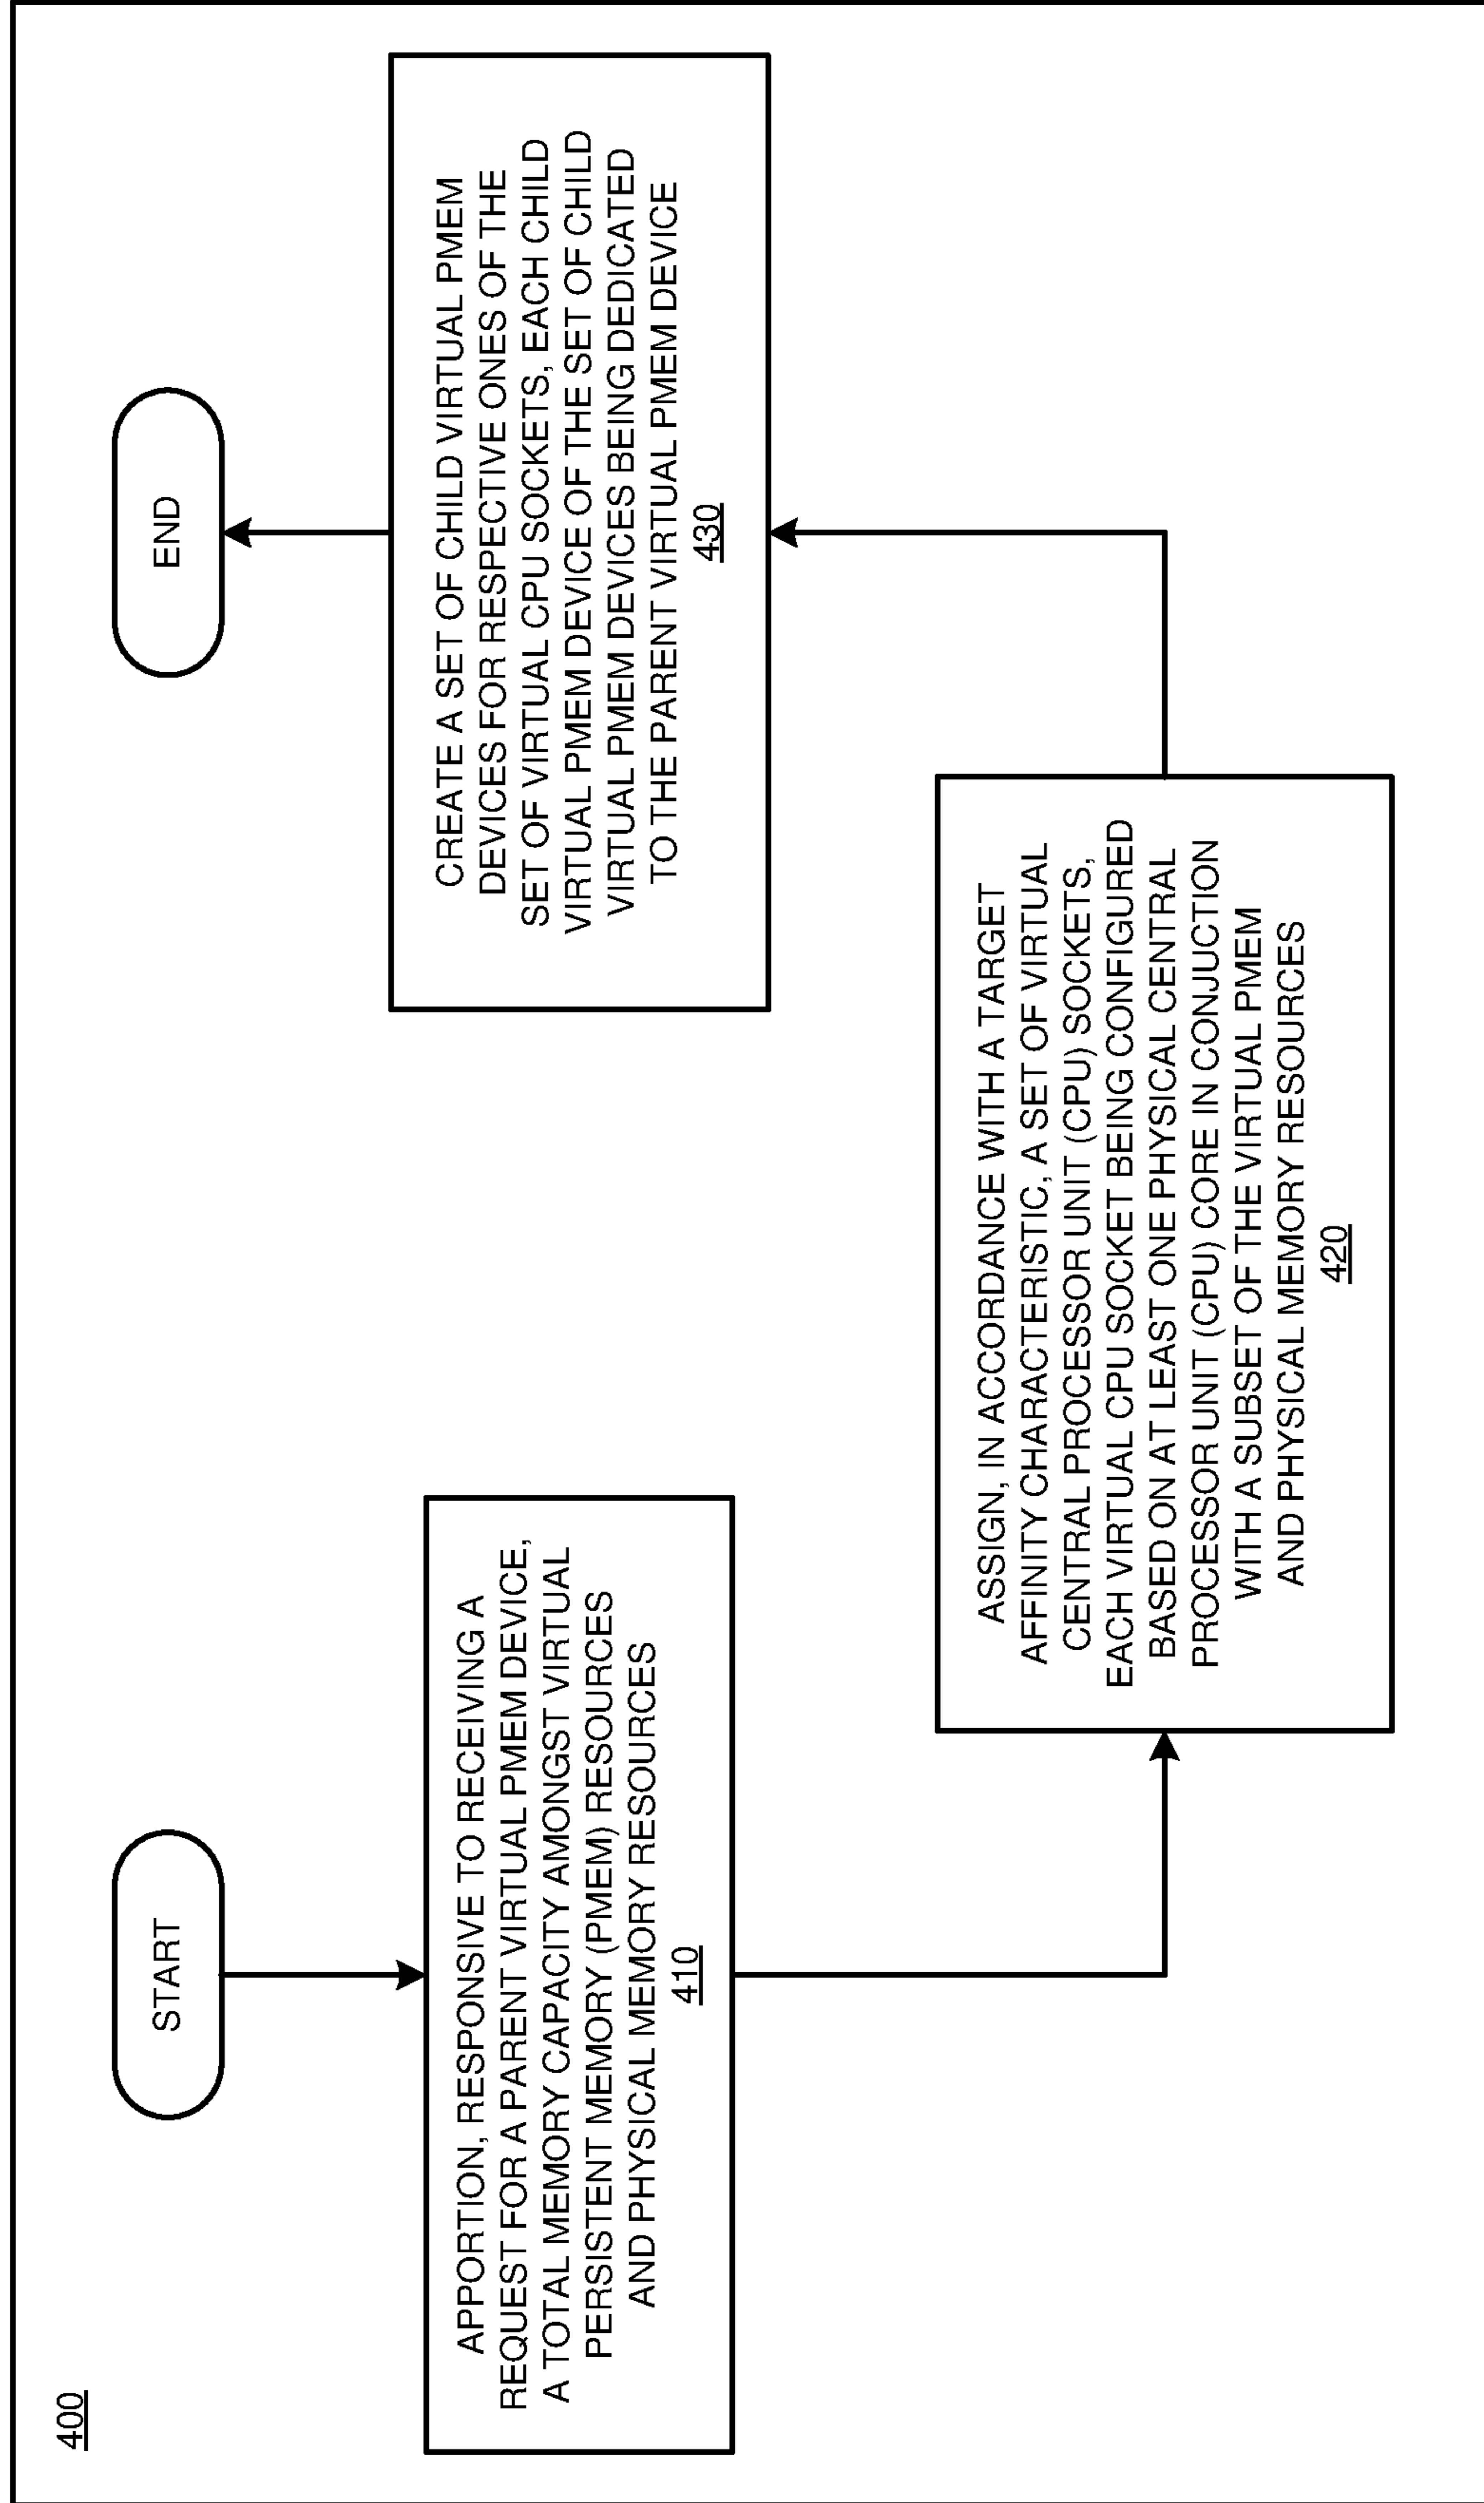 400
START
APPORTION, RESPONSIVE TO RECEIVING A
REQUEST FOR A PARENT VIRTUAL PMEM DEVICE,
A TOTAL MEMORY CAPACITY AMONGST VIRTUAL
PERSISTENT MEMORY (PMEM) RESOURCES
AND PHYSICAL MEMORY RESOURCES
410
ASSIGN, IN ACCORDANCE WITH A TARGET
AFFINITY CHARACTERISTIC, A SET OF VIRTUAL
CENTRAL PROCESSOR UNIT (CPU) SOCKETS,
EACH VIRTUAL CPU SOCKET BEING CONFIGURED
BASED ON AT LEAST ONE PHYSICAL CENTRAL
PROCESSOR UNIT (CPU) CORE IN CONJUCTION
WITH A SUBSET OF THE VIRTUAL PMEM
AND PHYSICAL MEMORY RESOURCES
420
CREATE A SET OF CHILD VIRTUAL PMEM
DEVICES FOR RESPECTIVE ONES OF THE
SET OF VIRTUAL CPU SOCKETS, EACH CHILD
VIRTUAL PMEM DEVICE OF THE SET OF CHILD
VIRTUAL PMEM DEVICES BEING DEDICATED
TO THE PARENT VIRTUAL PMEM DEVICE
430
END